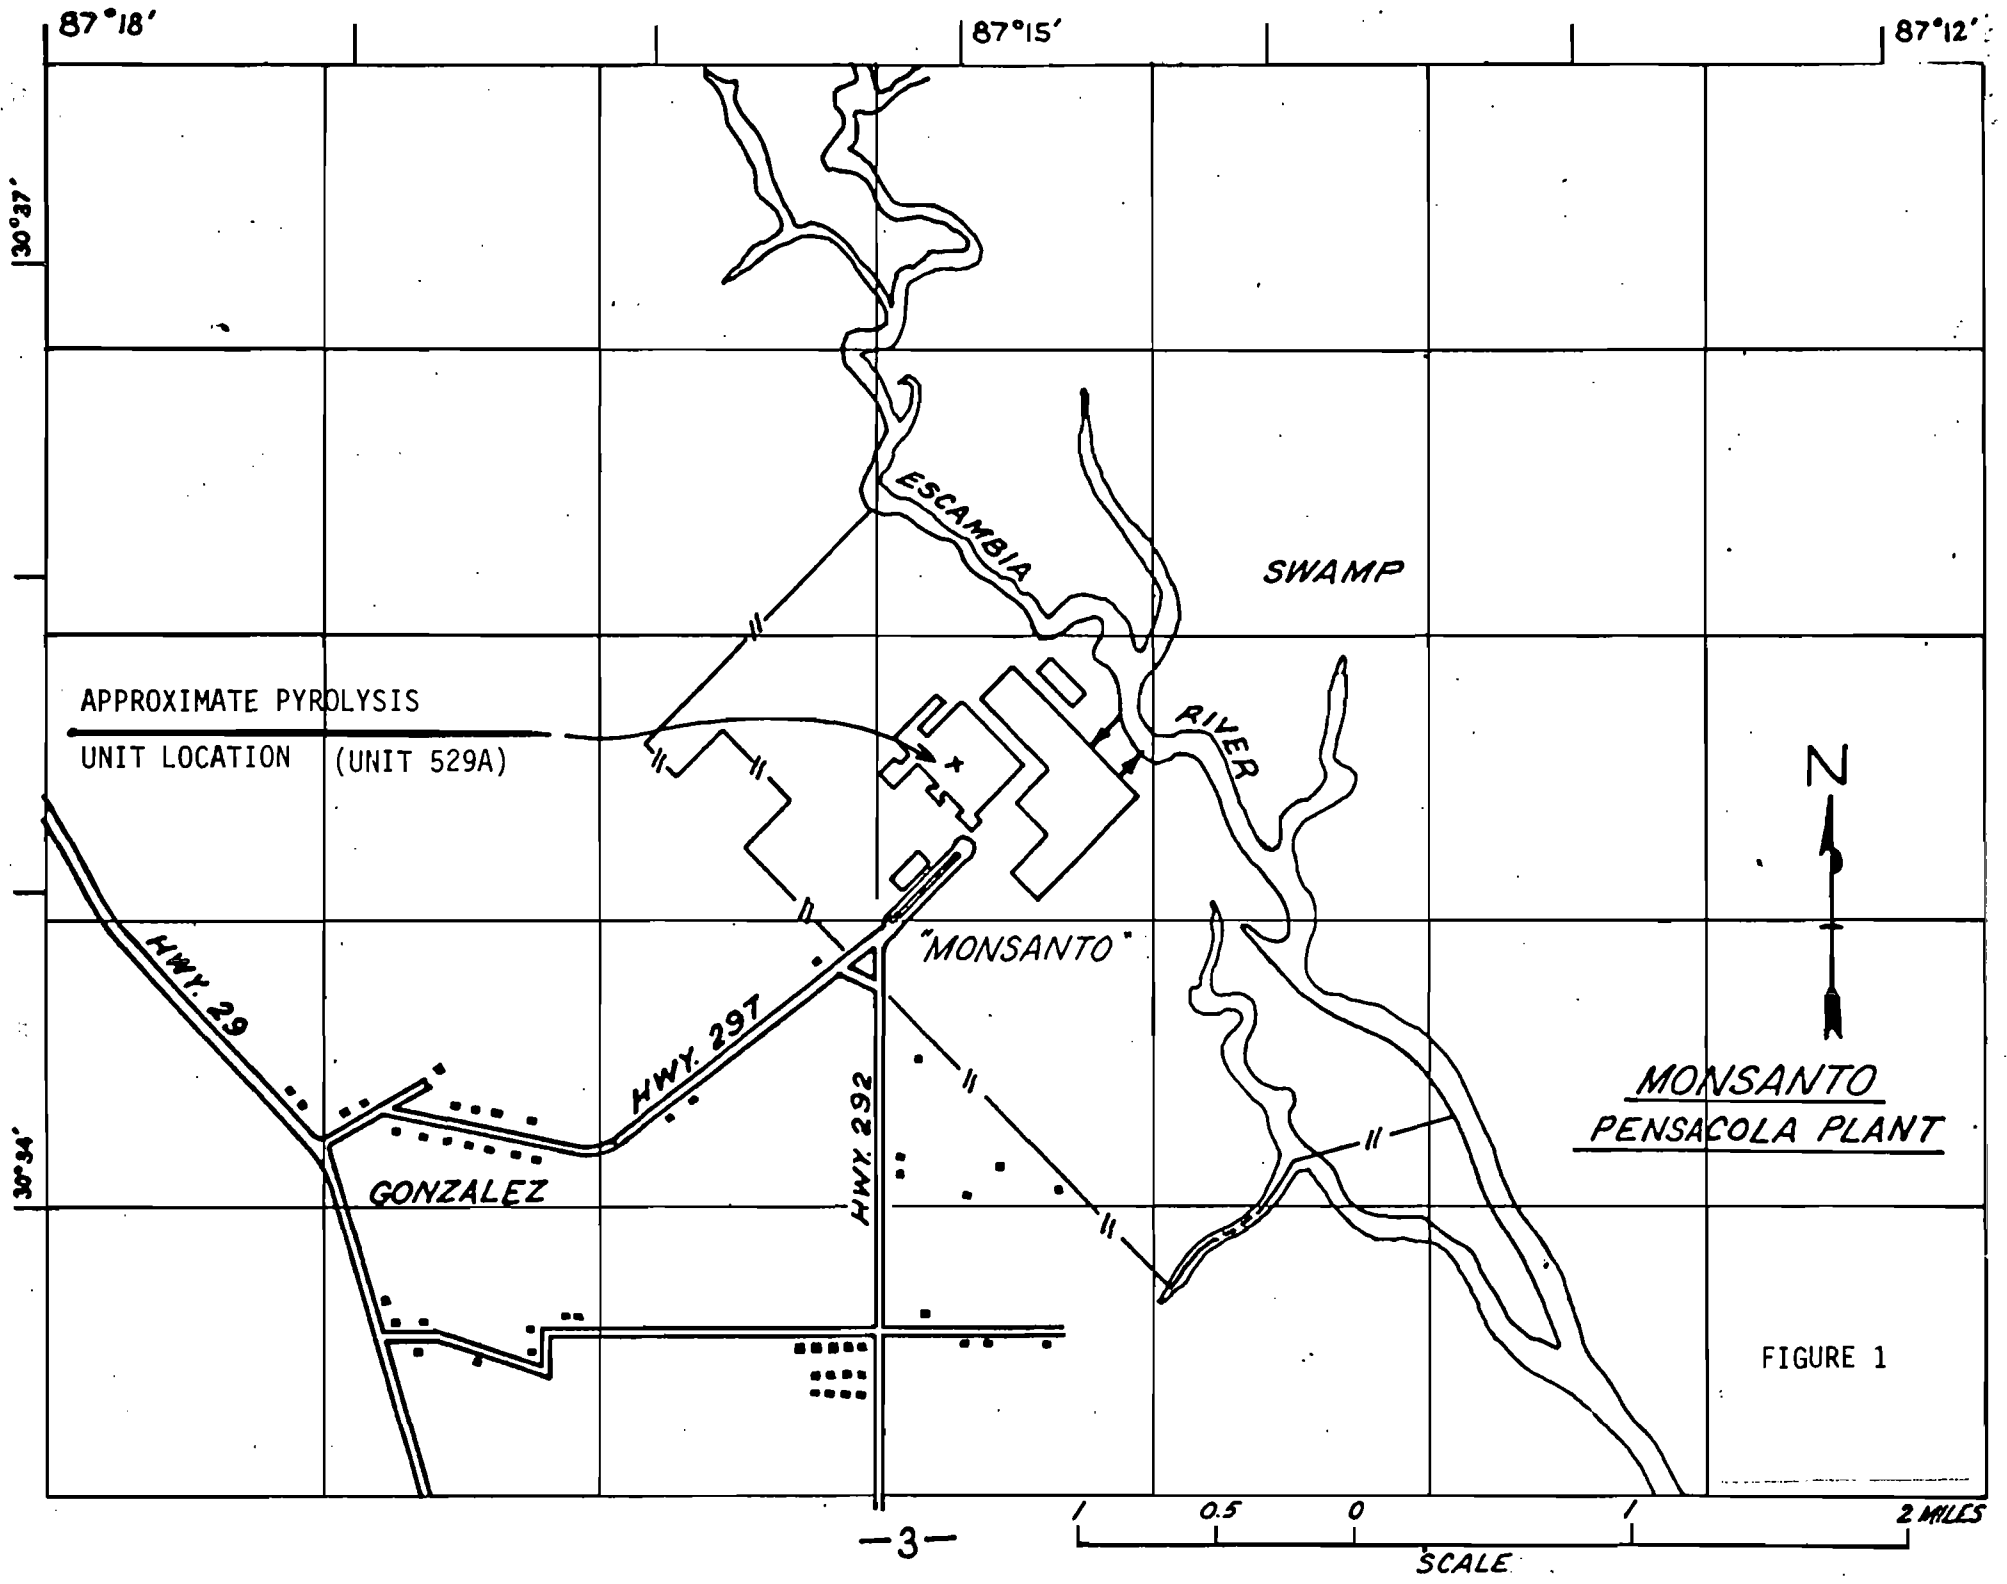 87°18'
87°15'
87°12'
30°37'
ESCAMBIA
SWAMP
APPROXIMATE PYROLYSIS
UNIT LOCATION (UNIT 529A)
RIVER
N
HWY. 29
"MONSANTO"
HWY. 297
HWY. 292
MONSANTO
PENSACOLA PLANT
30°34'
GONZALEZ
FIGURE 1
1 0.5 0 1 2 MILES
SCALE
-3-